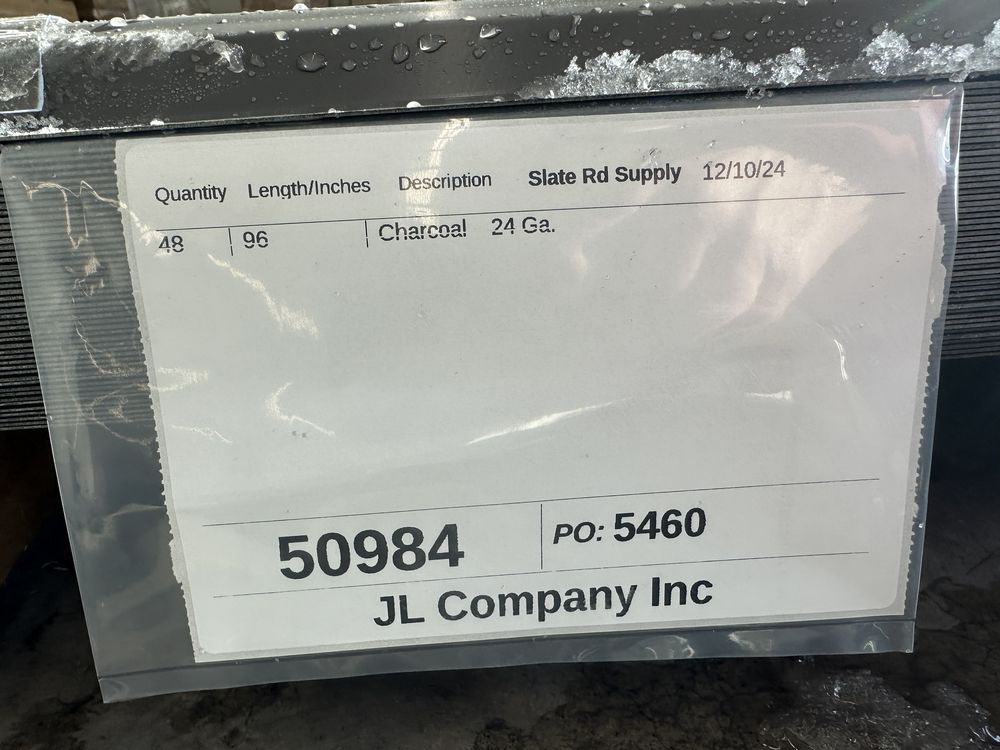 Quantity Length/Inches Description Slate Rd Supply 12/10/24
48 96 Charcoal 24 Ga.
50984 PO: 5460
JL Company Inc